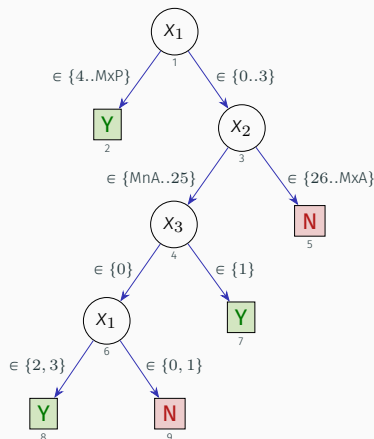 X₁
1
∈ {4..MxP}
∈ {0..3}
Y
2
X₂
3
∈ {MnA..25}
∈ {26..MxA}
X₃
4
N
5
∈ {0}
∈ {1}
X₁
6
Y
7
∈ {2, 3}
∈ {0, 1}
Y
8
N
9